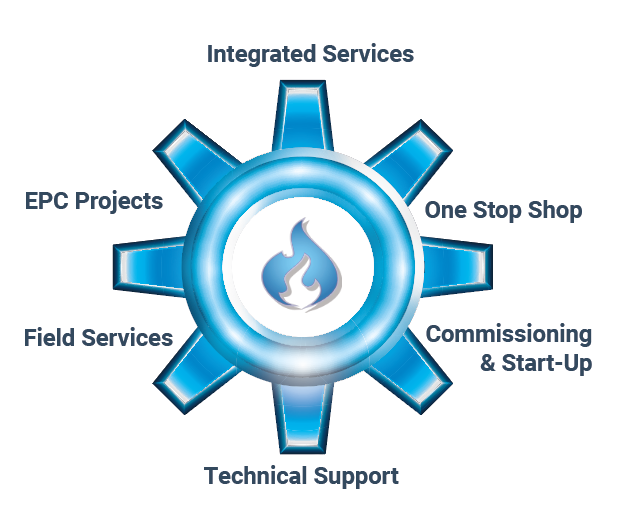 Integrated Services
EPC Projects
One Stop Shop
Field Services
Commissioning
& Start-Up
Technical Support